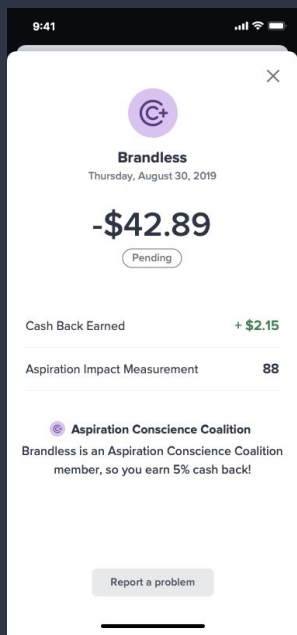 9:41
C+
Brandless
Thursday, August 30, 2019
-$42.89
Pending
Cash Back Earned + $2.15
Aspiration Impact Measurement 88
C+ Aspiration Conscience Coalition
Brandless is an Aspiration Conscience Coalition
member, so you earn 5% cash back!
Report a problem